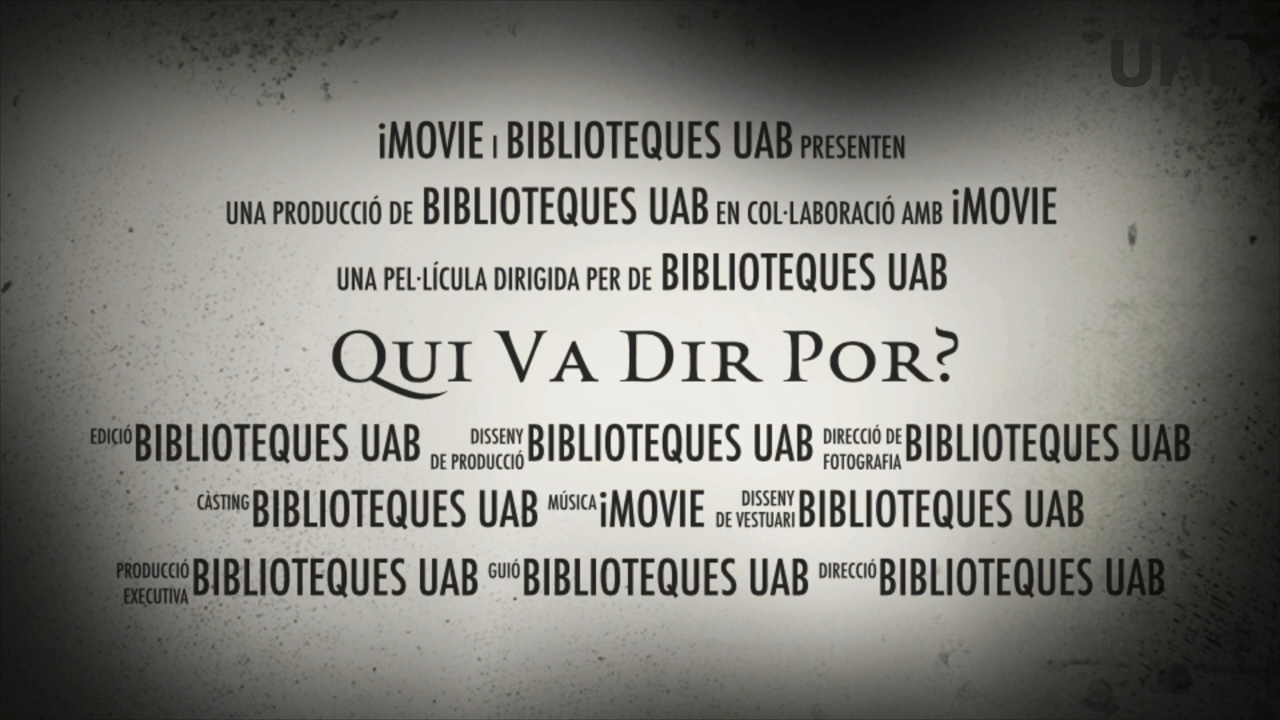 UAB
iMOVIE I BIBLIOTEQUES UAB PRESENTEN
UNA PRODUCCIÓ DE BIBLIOTEQUES UAB EN COL·LABORACIÓ AMB iMOVIE
UNA PEL·LÍCULA DIRIGIDA PER DE BIBLIOTEQUES UAB
QUI VA DIR POR?
EDICIÓ BIBLIOTEQUES UAB DISSENY DE PRODUCCIÓ BIBLIOTEQUES UAB DIRECCIÓ DE FOTOGRAFIA BIBLIOTEQUES UAB
CÀSTING BIBLIOTEQUES UAB MÚSICA iMOVIE DISSENY DE VESTUARI BIBLIOTEQUES UAB
PRODUCCIÓ EXECUTIVA BIBLIOTEQUES UAB GUIÓ BIBLIOTEQUES UAB DIRECCIÓ BIBLIOTEQUES UAB